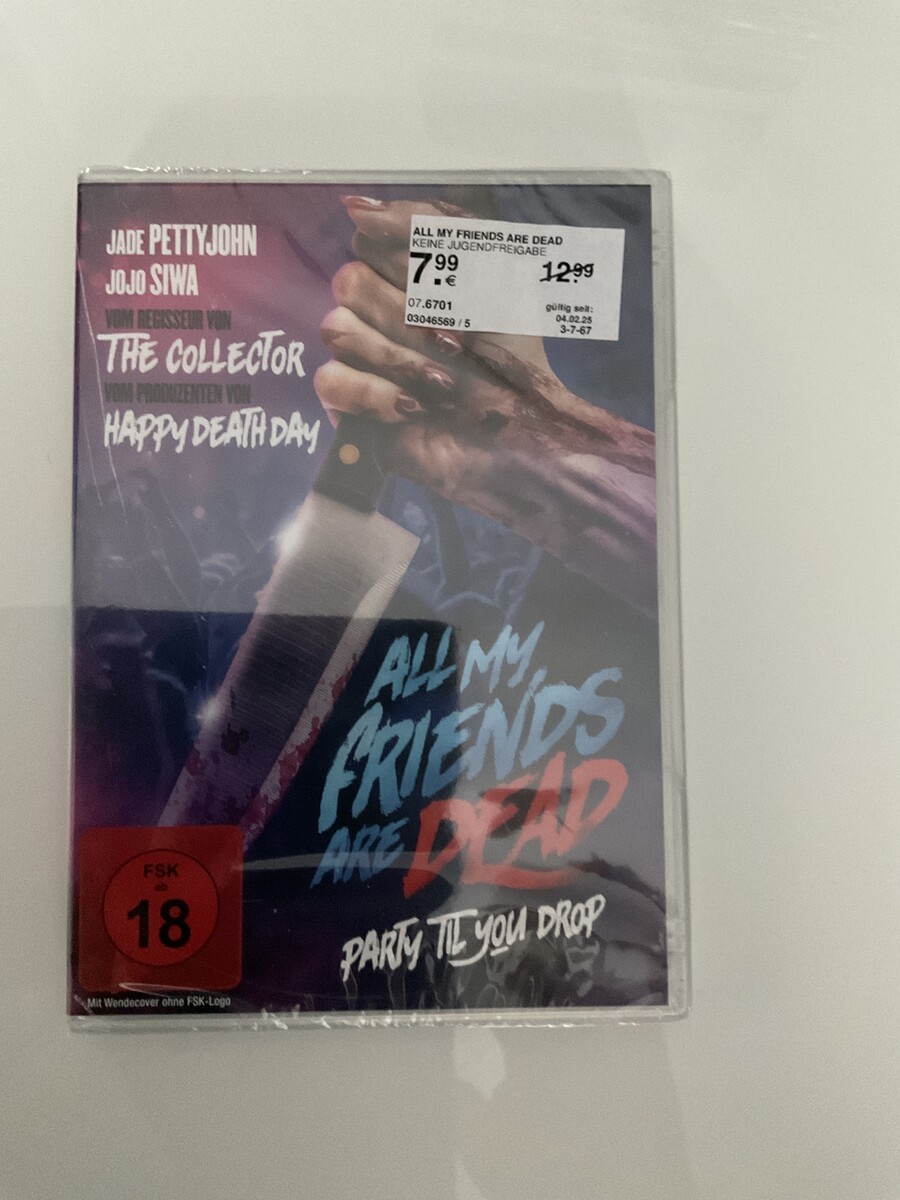 JADE PETTYJOHN
JOJO SIWA
VOM REGISSEUR VON
THE COLLECTOR
VOM PRODUZENTEN VON
HAPPY DEATH DAY
ALL MY FRIENDS ARE DEAD
KEINE JUGENDFREIGABE
7.99 € 12.99
07.6701 gültig seit:
03046569 / 5 04.02.25
3-7-67
ALL MY
FRIENDS
ARE DEAD
PARTY TIL YOU DROP
FSK
ab
18
Mit Wendecover ohne FSK-Logo